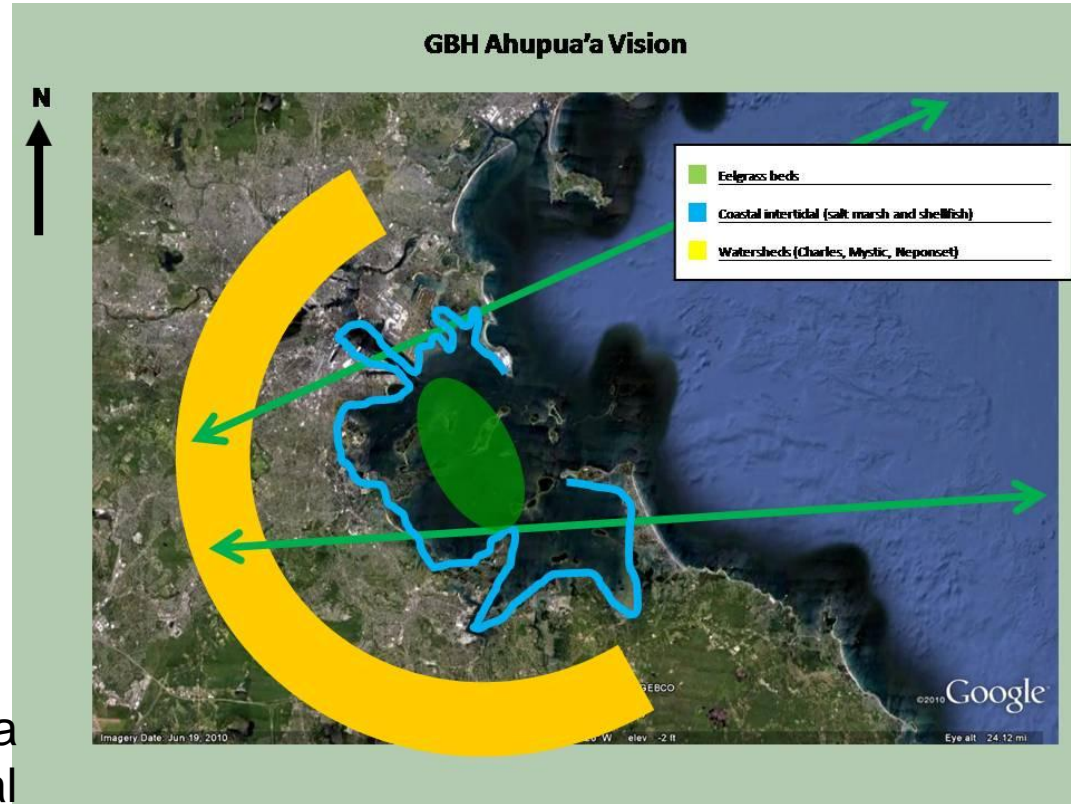 GBH Ahupua'a Vision
N
Eelgrass beds
Coastal intertidal (salt marsh and shellfish)
Watersheds (Charles, Mystic, Neponset)
GEBCO
©2010 Google
Imagery Date: Jun 19, 2010
W elev -2 ft
Eye alt 24.12 mi
a
al